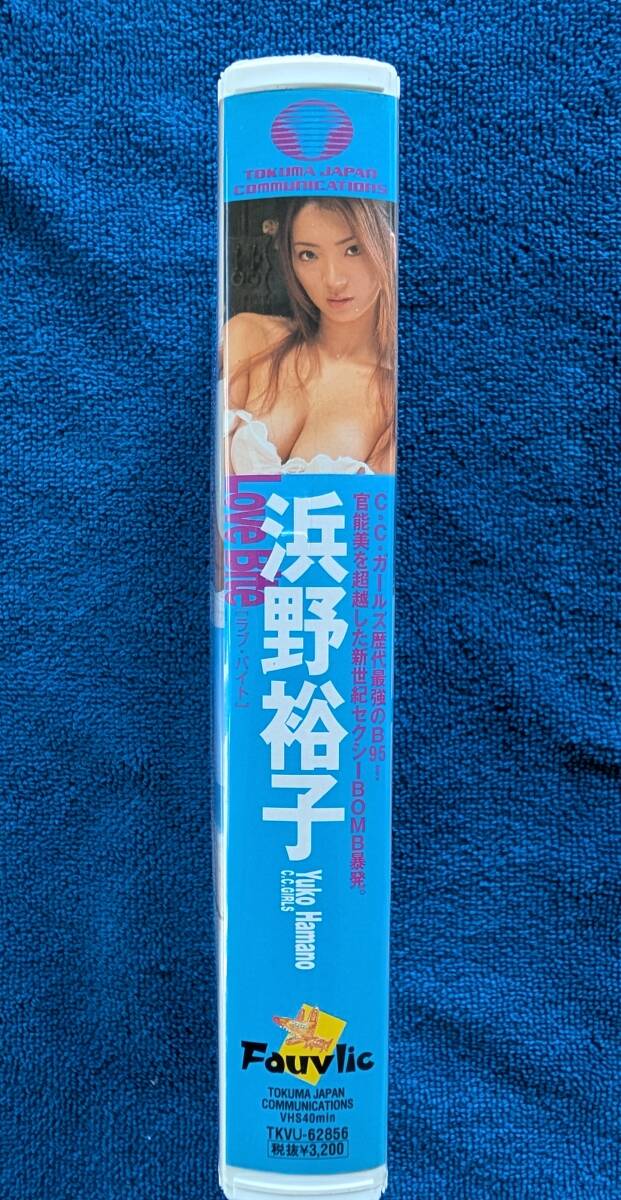 TOKUMA JAPAN
COMMUNICATIONS
C・C・ガールズ歴代最強のB95…
官能美を超越した新世紀セクシーBOMB暴発。
浜野裕子
Love Bite
[ラブ・バイト]
Yuko Hamano
C.C.GIRLS
Fauvlic
TOKUMA JAPAN
COMMUNICATIONS
VHS40min
TKVU-62856
税抜¥3,200